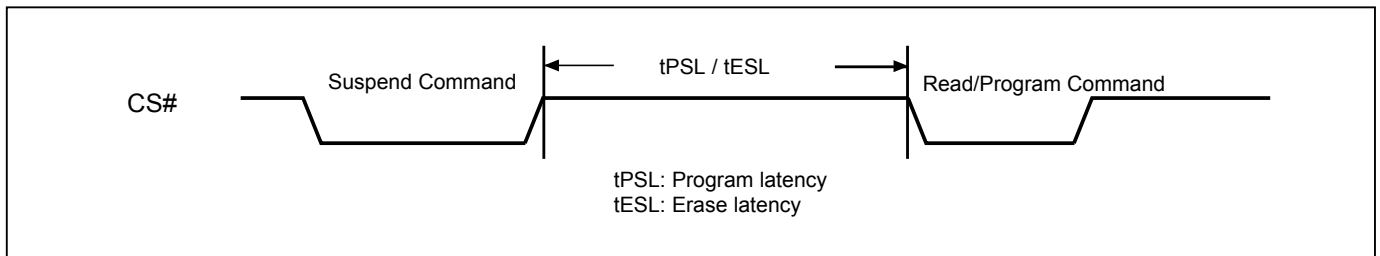 tPSL / tESL
Suspend Command
Read/Program Command
CS#
tPSL: Program latency
tESL: Erase latency